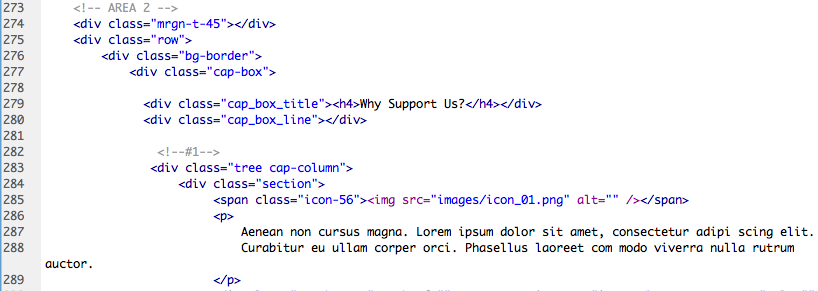 273 <!-- AREA 2 -->
274 <div class="mrgn-t-45"></div>
275 <div class="row">
276 <div class="bg-border">
277 <div class="cap-box">
278
279 <div class="cap_box_title"><h4>Why Support Us?</h4></div>
280 <div class="cap_box_line"></div>
281
282 <!--#1-->
283 <div class="tree cap-column">
284 <div class="section">
285 <span class="icon-56"><img src="images/icon_01.png" alt="" /></span>
286 <p>
287 Aenean non cursus magna. Lorem ipsum dolor sit amet, consectetur adipi scing elit.
288 Curabitur eu ullam corper orci. Phasellus laoreet com modo viverra nulla rutrum
auctor.
289 </p>